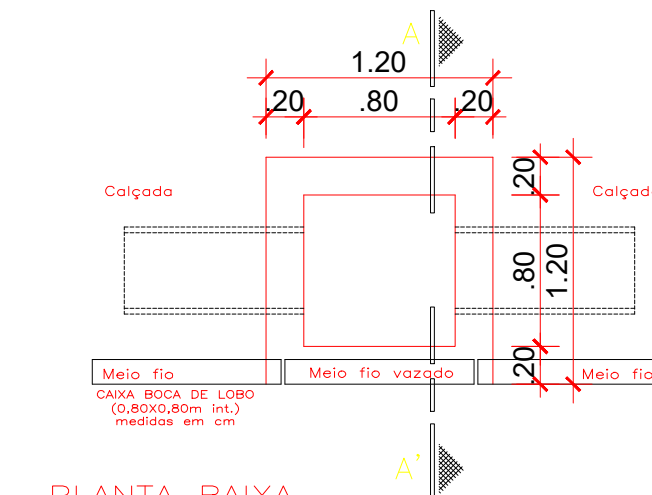 A
1.20
.20 .80 .20
Calçada
.20
Calçad
.80
1.20
.20
Meio fio
Meio fio vazado
Meio fio
CAIXA BOCA DE LOBO
(0,80X0,80m int.)
medidas em cm
A'
PLANTA BAIXA